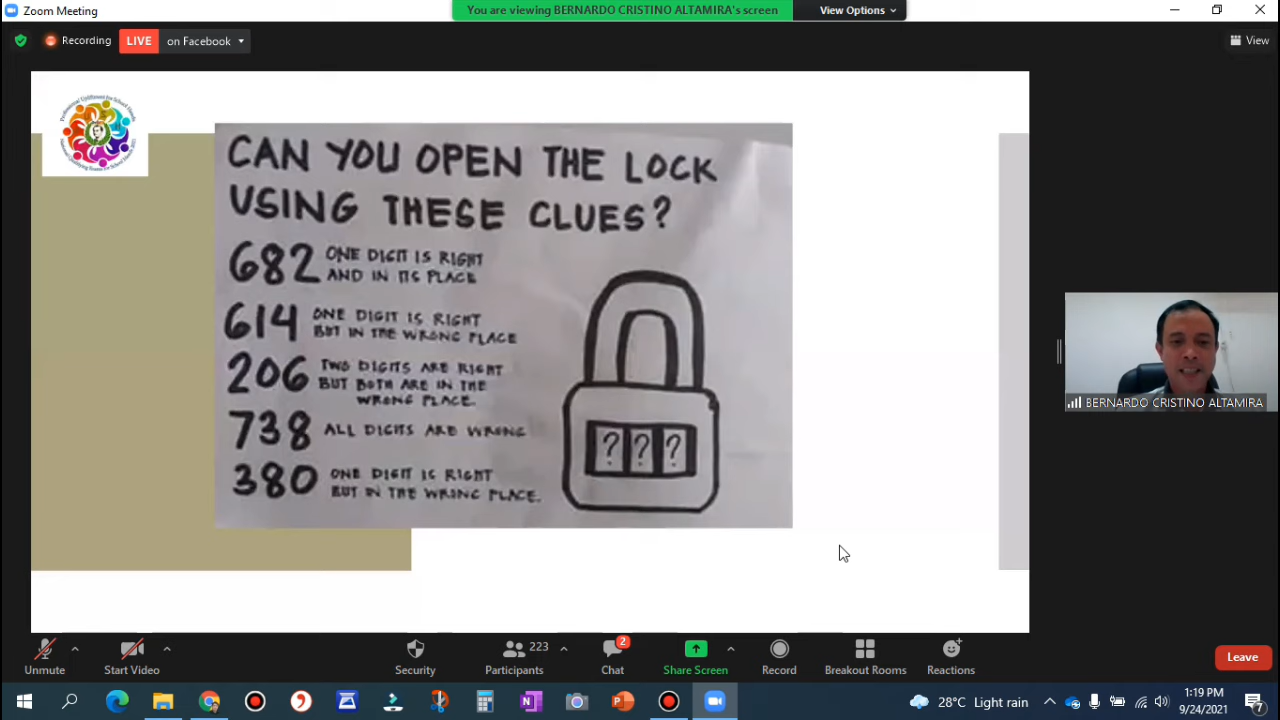 Zoom Meeting
You are viewing BERNARDO CRISTINO ALTAMIRA's screen
View Options
Recording
LIVE
on Facebook
View
CAN YOU OPEN THE LOCK
USING THESE CLUES?
682 ONE DIGIT IS RIGHT
AND IN ITS PLACE
614 ONE DIGIT IS RIGHT
BUT IN THE WRONG PLACE
206 TWO DIGITS ARE RIGHT
BUT BOTH ARE IN THE
WRONG PLACE.
738 ALL DIGITS ARE WRONG
380 ONE DIGIT IS RIGHT
BUT IN THE WRONG PLACE.
? ? ?
BERNARDO CRISTINO ALTAMIRA
223
2
Unmute
Start Video
Security
Participants
Chat
Share Screen
Record
Breakout Rooms
Reactions
Leave
28°C Light rain
1:19 PM
9/24/2021